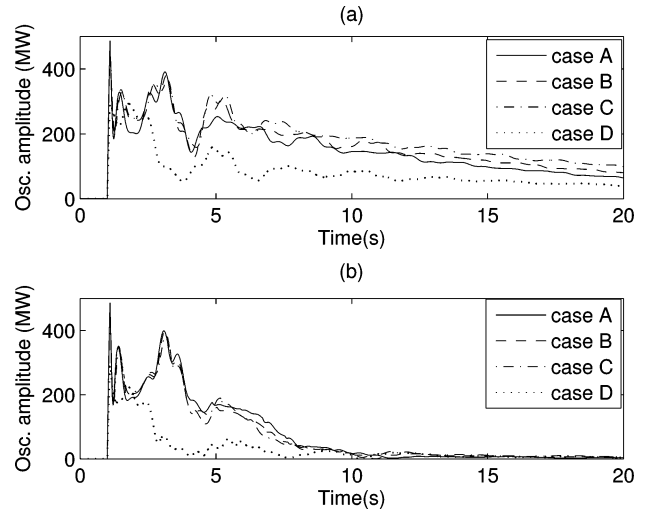 (a)
Osc. amplitude (MW)
400
200
0
0 5 10 15 20
Time(s)
case A
case B
case C
case D
(b)
Osc. amplitude (MW)
400
200
0
0 5 10 15 20
Time(s)
case A
case B
case C
case D